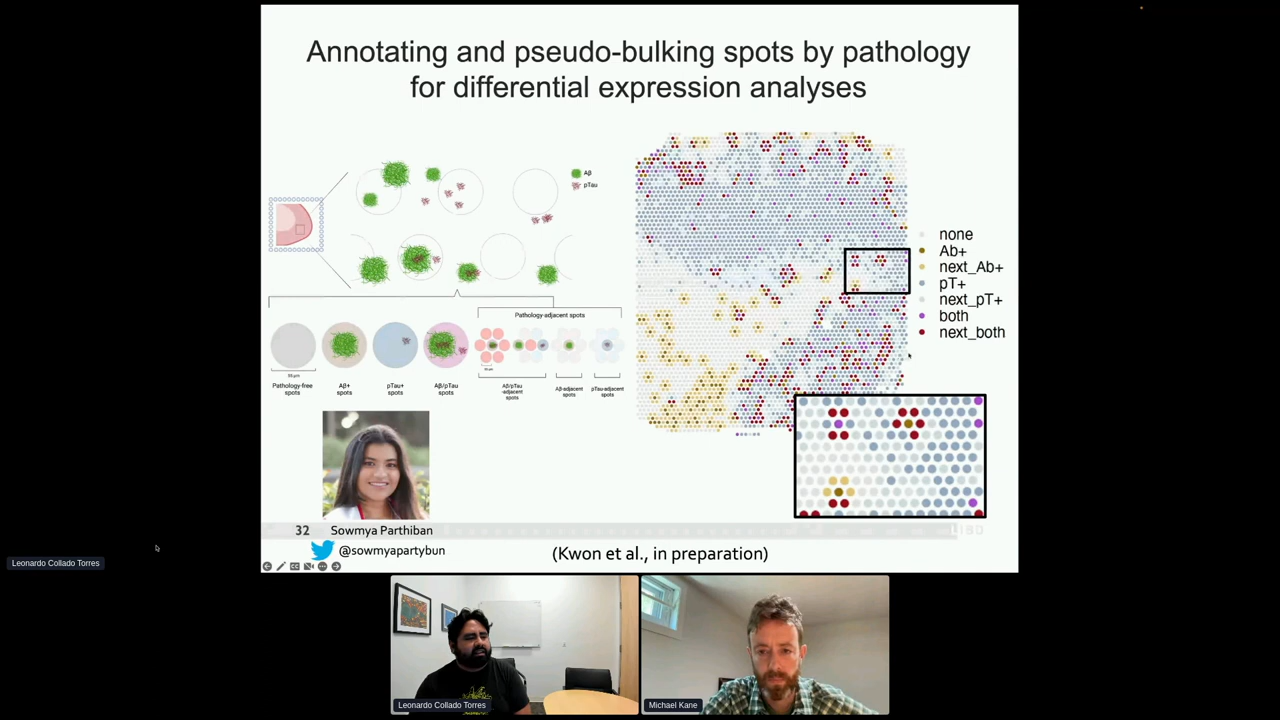 Annotating and pseudo-bulking spots by pathology
for differential expression analyses
Aβ
pTau
Pathology-adjacent spots
55 μm
Pathology-free
spots
Aβ+
spots
pTau+
spots
Aβ/pTau
spots
Aβ/pTau
-adjacent
spots
Aβ-adjacent
spots
pTau-adjacent
spots
none
Ab+
next_Ab+
pT+
next_pT+
both
next_both
32
Sowmya Parthiban
LIBD
@sowmyapartybun
(Kwon et al., in preparation)
Leonardo Collado Torres
Leonardo Collado Torres
Michael Kane